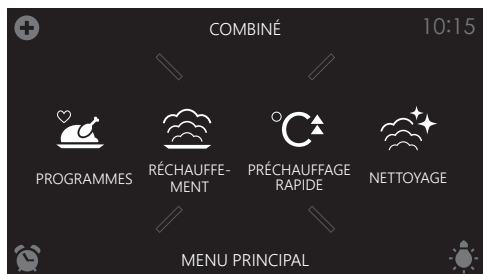 COMBINÉ
10:15
PROGRAMMES
RÉCHAUFFE-
MENT
PRÉCHAUFFAGE
RAPIDE
NETTOYAGE
MENU PRINCIPAL